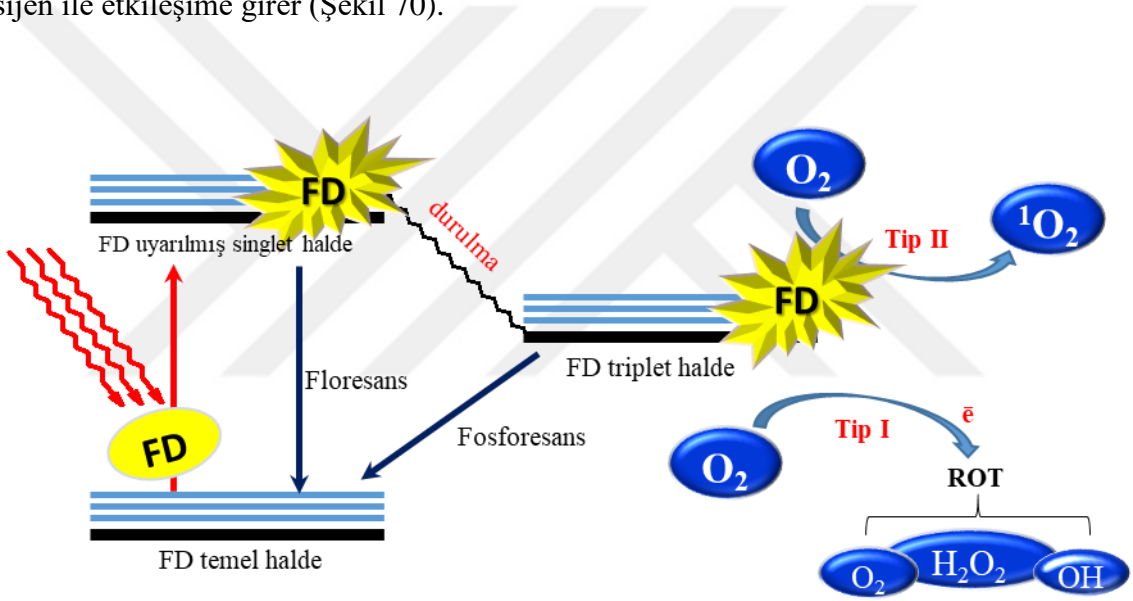 sijen ile etkileşime girer (Şekil 70).
FD
O₂
durulma
Tip II
¹O₂
FD uyarılmış singlet halde
FD
FD triplet halde
Floresans
Fosforesans
FD
Tip I
ē
O₂
ROT
FD temel halde
O₂
H₂O₂
OH